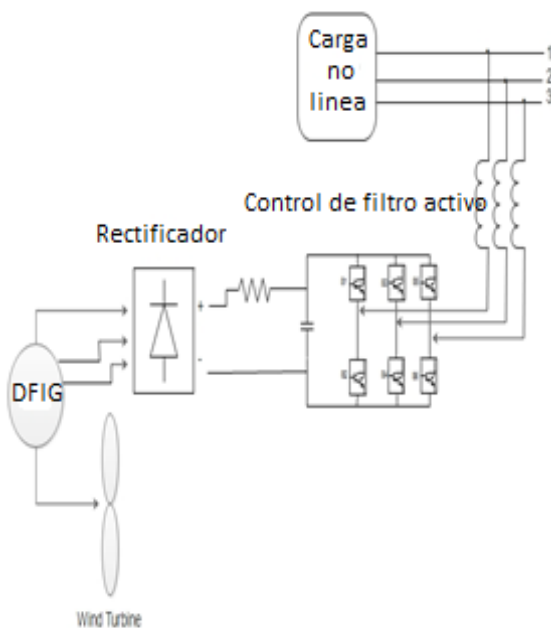 Carga
no
linea
1
2
3
Control de filtro activo
Rectificador
+
-
DFIG
Wind Turbine